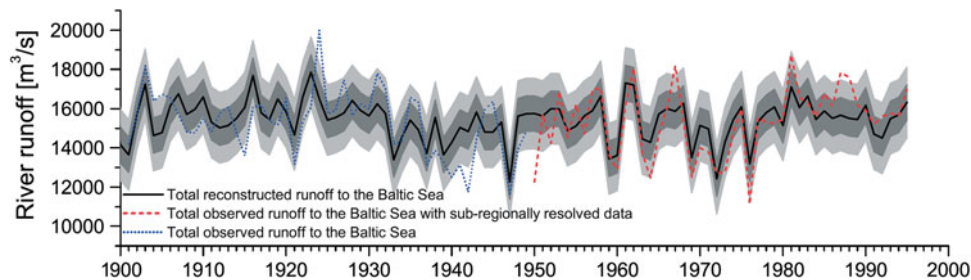 River runoff [m³/s]
20000
18000
16000
14000
12000
10000
Total reconstructed runoff to the Baltic Sea
Total observed runoff to the Baltic Sea with sub-regionally resolved data
Total observed runoff to the Baltic Sea
1900 1910 1920 1930 1940 1950 1960 1970 1980 1990 2000